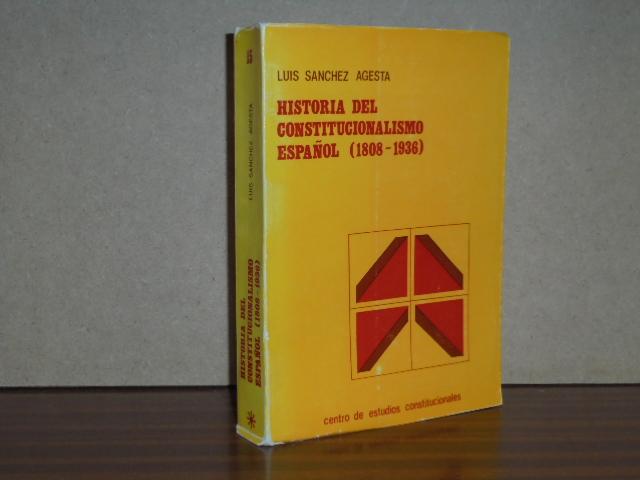 LUIS SANCHEZ AGESTA
HISTORIA DEL
CONSTITUCIONALISMO
ESPAÑOL (1808-1936)
centro de estudios constitucionales
LUIS SANCHEZ AGESTA
HISTORIA DEL
CONSTITUCIONALISMO
ESPAÑOL (1808-1936)